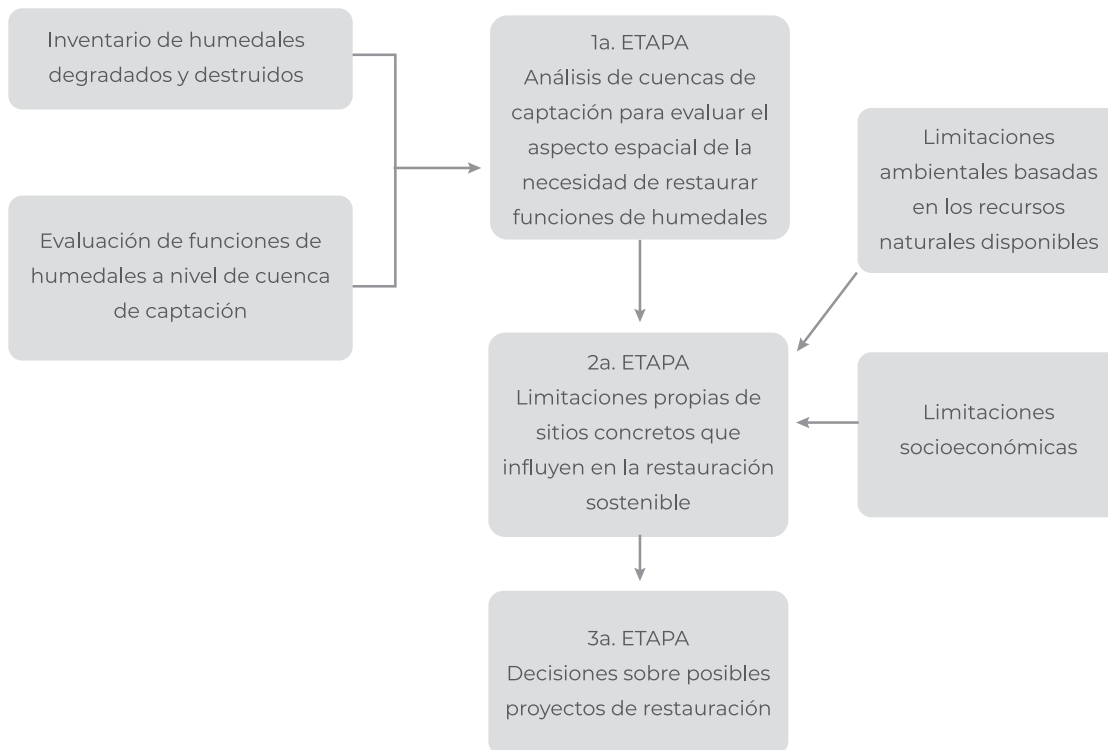 Inventario de humedales
degradados y destruidos
Evaluación de funciones de
humedales a nivel de cuenca
de captación
1a. ETAPA
Análisis de cuencas de
captación para evaluar el
aspecto espacial de la
necesidad de restaurar
funciones de humedales
Limitaciones
ambientales basadas
en los recursos
naturales disponibles
2a. ETAPA
Limitaciones propias de
sitios concretos que
influyen en la restauración
sostenible
Limitaciones
socioeconómicas
3a. ETAPA
Decisiones sobre posibles
proyectos de restauración